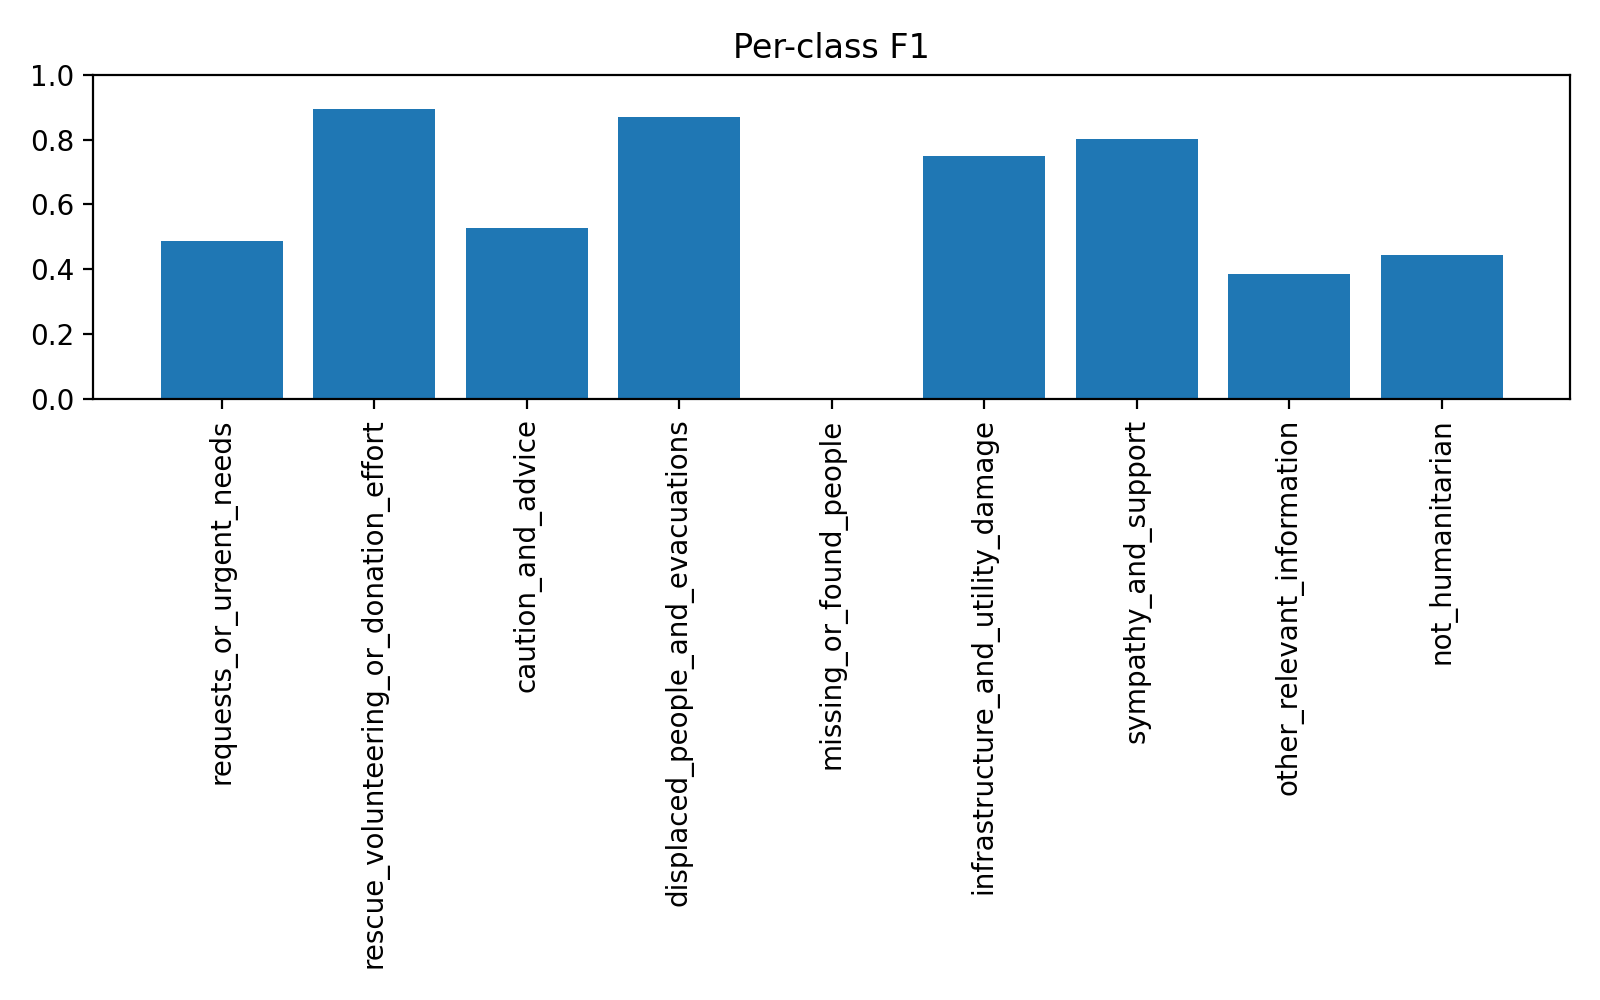 Per-class F1
1.0
0.8
0.6
0.4
0.2
0.0
requests_or_urgent_needs
rescue_volunteering_or_donation_effort
caution_and_advice
displaced_people_and_evacuations
missing_or_found_people
infrastructure_and_utility_damage
sympathy_and_support
other_relevant_information
not_humanitarian